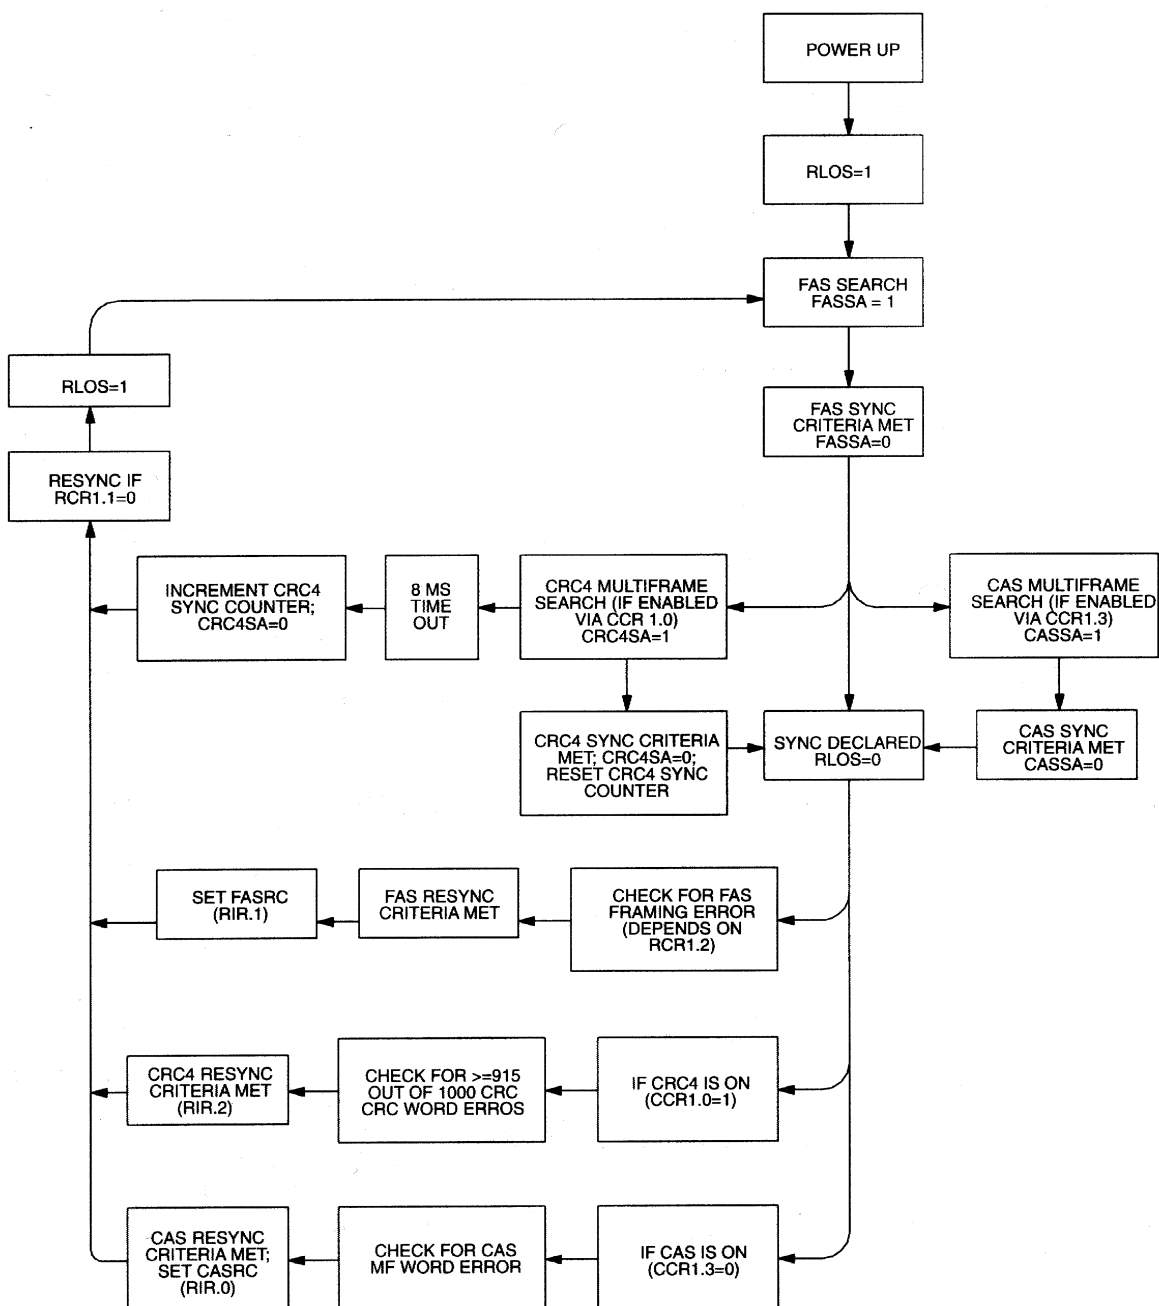 POWER UP
RLOS=1
FAS SEARCH
FASSA = 1
RLOS=1
FAS SYNC
CRITERIA MET
FASSA=0
RESYNC IF
RCR1.1=0
INCREMENT CRC4
SYNC COUNTER;
CRC4SA=0
8 MS
TIME
OUT
CRC4 MULTIFRAME
SEARCH (IF ENABLED
VIA CCR 1.0)
CRC4SA=1
CAS MULTIFRAME
SEARCH (IF ENABLED
VIA CCR1.3)
CASSA=1
CRC4 SYNC CRITERIA
MET; CRC4SA=0;
RESET CRC4 SYNC
COUNTER
SYNC DECLARED
RLOS=0
CAS SYNC
CRITERIA MET
CASSA=0
SET FASRC
(RIR.1)
FAS RESYNC
CRITERIA MET
CHECK FOR FAS
FRAMING ERROR
(DEPENDS ON
RCR1.2)
CRC4 RESYNC
CRITERIA MET
(RIR.2)
CHECK FOR >=915
OUT OF 1000 CRC
CRC WORD ERROS
IF CRC4 IS ON
(CCR1.0=1)
CAS RESYNC
CRITERIA MET;
SET CASRC
(RIR.0)
CHECK FOR CAS
MF WORD ERROR
IF CAS IS ON
(CCR1.3=0)